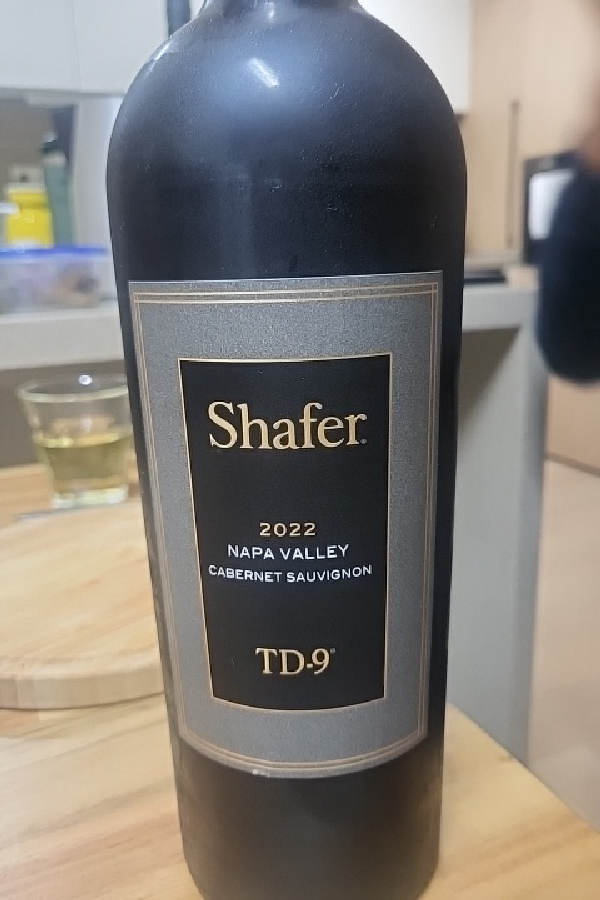 Shafer
2022
NAPA VALLEY
CABERNET SAUVIGNON
TD-9